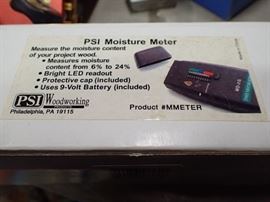 PSI Moisture Meter
Measure the moisture content
of your project wood.
• Measures moisture
content from 6% to 24%
• Bright LED readout
• Protective cap (included)
• Uses 9-Volt Battery (included)
PSI Woodworking
Philadelphia, PA 19115
Product #MMETER